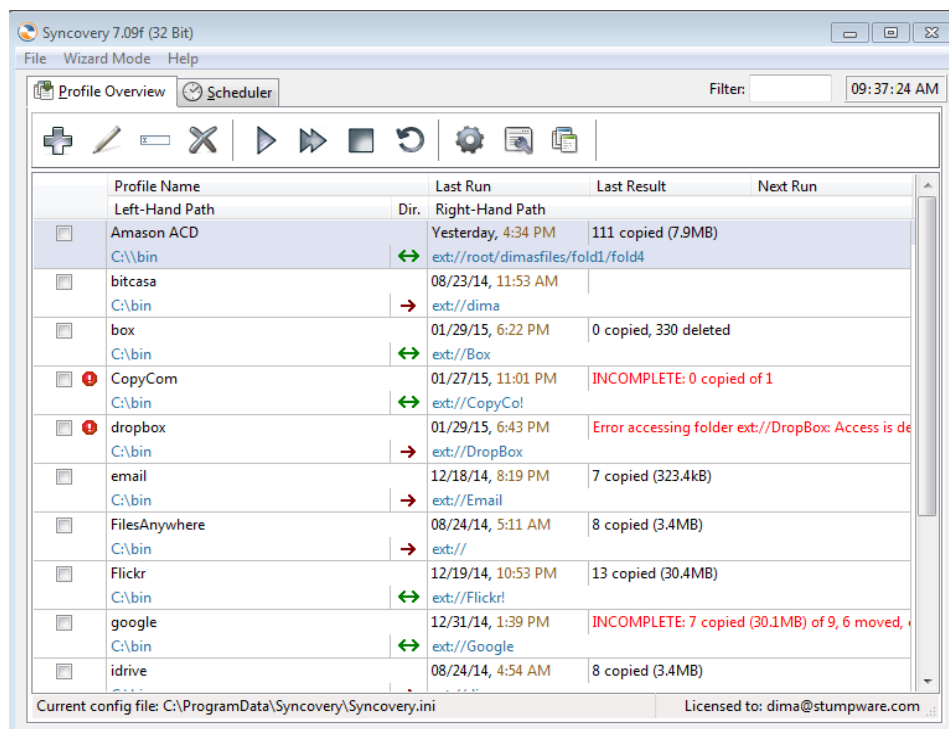 Syncovery 7.09f (32 Bit)
File Wizard Mode Help
Profile Overview Scheduler Filter: 09:37:24 AM
Profile Name Last Run Last Result Next Run
Left-Hand Path Dir. Right-Hand Path
Amason ACD Yesterday, 4:34 PM 111 copied (7.9MB)
C:\\bin ext://root/dimasfiles/fold1/fold4
bitcasa 08/23/14, 11:53 AM
C:\bin ext://dima
box 01/29/15, 6:22 PM 0 copied, 330 deleted
C:\bin ext://Box
CopyCom 01/27/15, 11:01 PM INCOMPLETE: 0 copied of 1
C:\bin ext://CopyCo!
dropbox 01/29/15, 6:43 PM Error accessing folder ext://DropBox: Access is de
C:\bin ext://DropBox
email 12/18/14, 8:19 PM 7 copied (323.4kB)
C:\bin ext://Email
FilesAnywhere 08/24/14, 5:11 AM 8 copied (3.4MB)
C:\bin ext://
Flickr 12/19/14, 10:53 PM 13 copied (30.4MB)
C:\bin ext://Flickr!
google 12/31/14, 1:39 PM INCOMPLETE: 7 copied (30.1MB) of 9, 6 moved,
C:\bin ext://Google
idrive 08/24/14, 4:54 AM 8 copied (3.4MB)
Current config file: C:\ProgramData\Syncovery\Syncovery.ini Licensed to: dima@stumpware.com